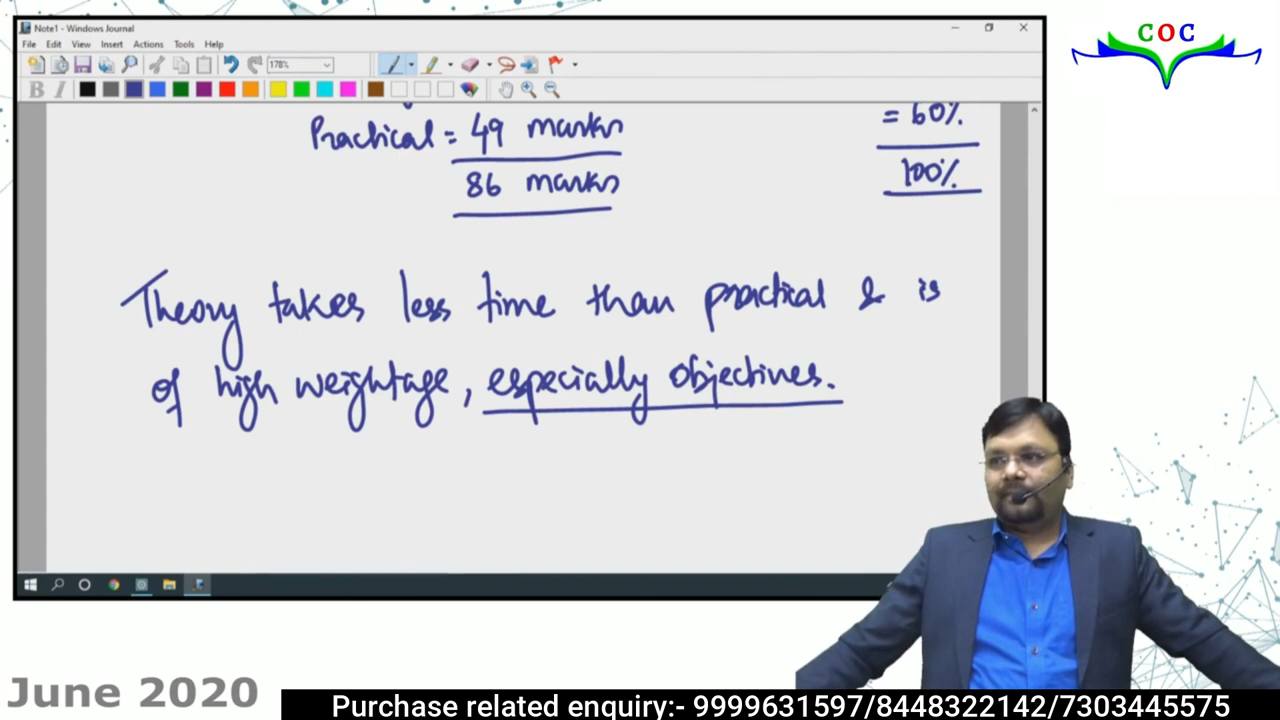 Note1 - Windows Journal
File Edit View Insert Actions Tools Help
178%
B I
COC
Practical = 49 marks
86 marks
= 60%
100%
Theory takes less time than practical & is
of high weightage, especially objectives.
June 2020
Purchase related enquiry:- 9999631597/8448322142/7303445575